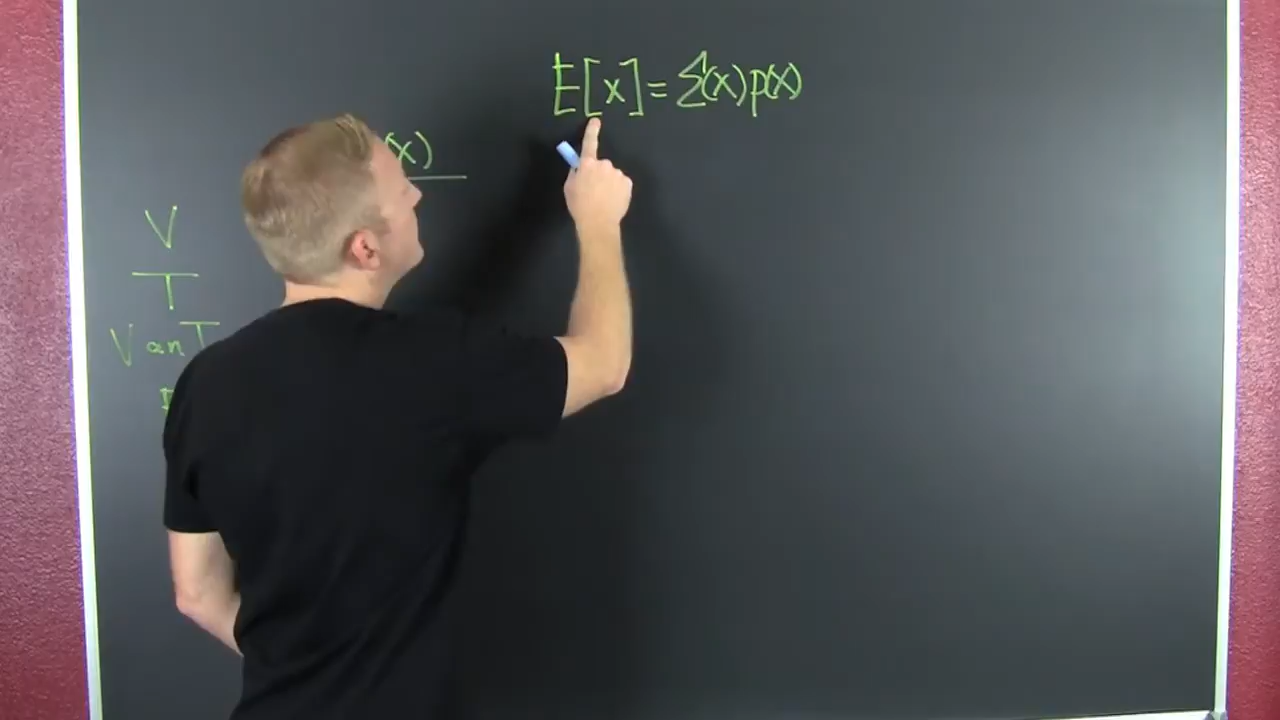 E[x] = Σ(x)p(x)
(x)
V
T
V an T